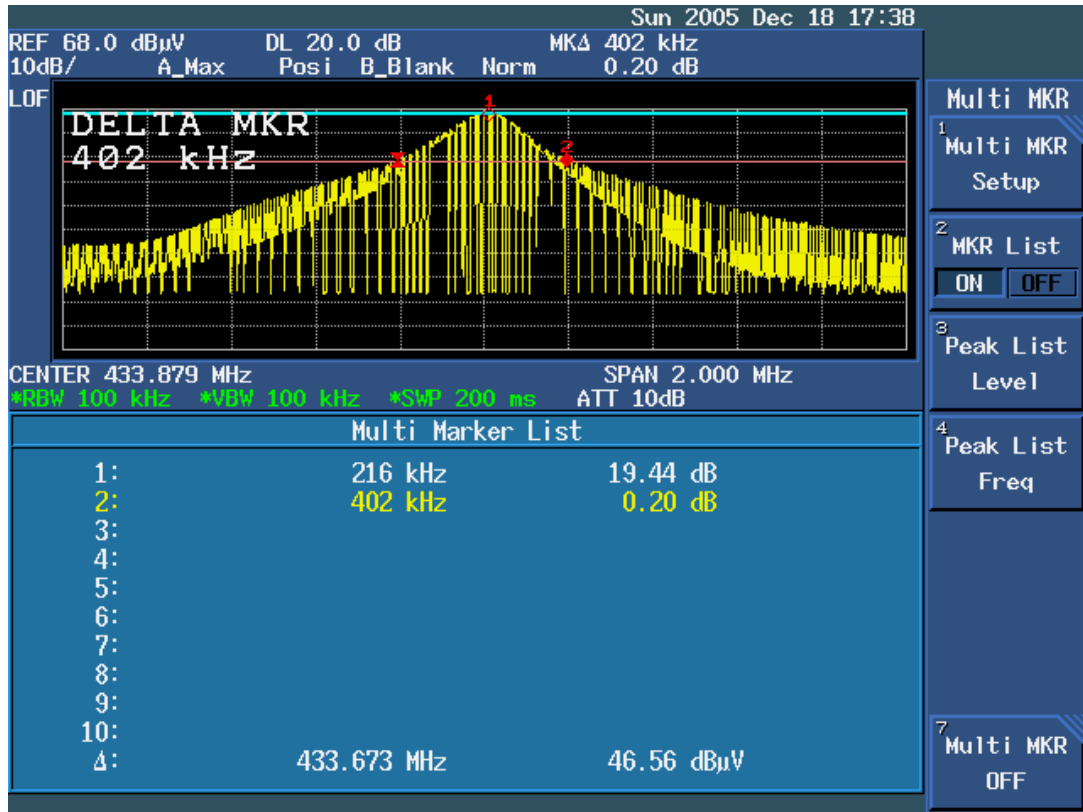 Sun 2005 Dec 18 17:38
REF 68.0 dBµV DL 20.0 dB MKΔ 402 kHz
10dB/ A_Max Posi B_Blank Norm 0.20 dB
LOF
DELTA MKR
402 kHz
1
2
CENTER 433.879 MHz SPAN 2.000 MHz
*RBW 100 kHz *VBW 100 kHz *SWP 200 ms ATT 10dB
Multi Marker List
1: 216 kHz 19.44 dB
2: 402 kHz 0.20 dB
3:
4:
5:
6:
7:
8:
9:
10:
Δ: 433.673 MHz 46.56 dBµV
Multi MKR
1 Multi MKR
Setup
2 MKR List
ON OFF
3 Peak List
Level
4 Peak List
Freq
7 Multi MKR
OFF